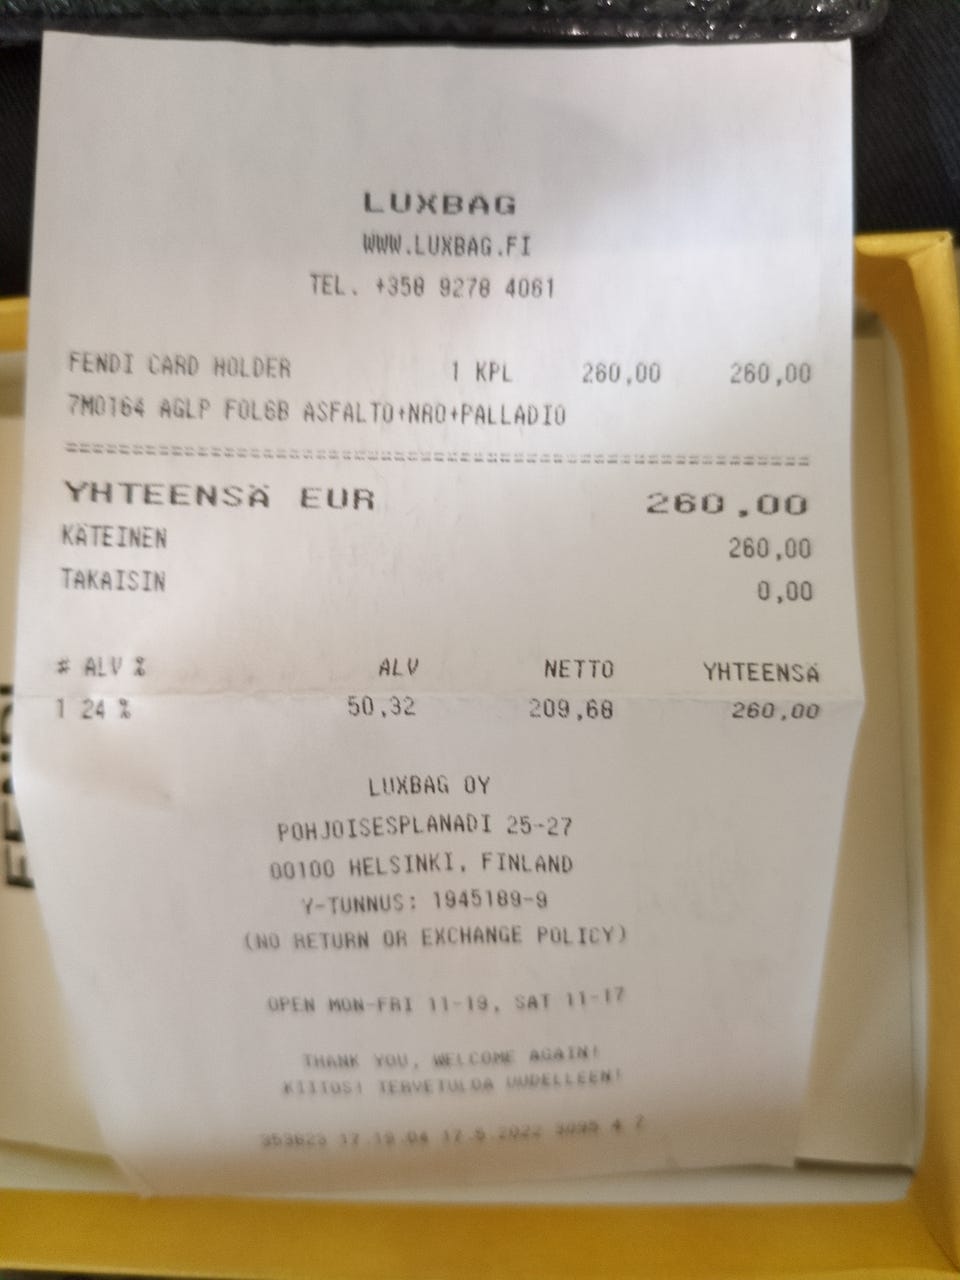 LUXBAG
WWW.LUXBAG.FI
TEL. +358 9278 4061
FENDI CARD HOLDER 1 KPL 260,00 260,00
7M0164 AGLP F0L6B ASFALTO+NRO+PALLADIO
YHTEENSÄ EUR 260,00
KÄTEINEN 260,00
TAKAISIN 0,00
# ALV % ALV NETTO YHTEENSÄ
1 24 % 50,32 209,68 260,00
LUXBAG OY
POHJOISESPLANADI 25-27
00100 HELSINKI, FINLAND
Y-TUNNUS: 1945189-9
(NO RETURN OR EXCHANGE POLICY)
OPEN MON-FRI 11-19, SAT 11-17
THANK YOU, WELCOME AGAIN!
KIITOS! TERVETULOA UUDELLEEN!
17.5.2022
FENDI